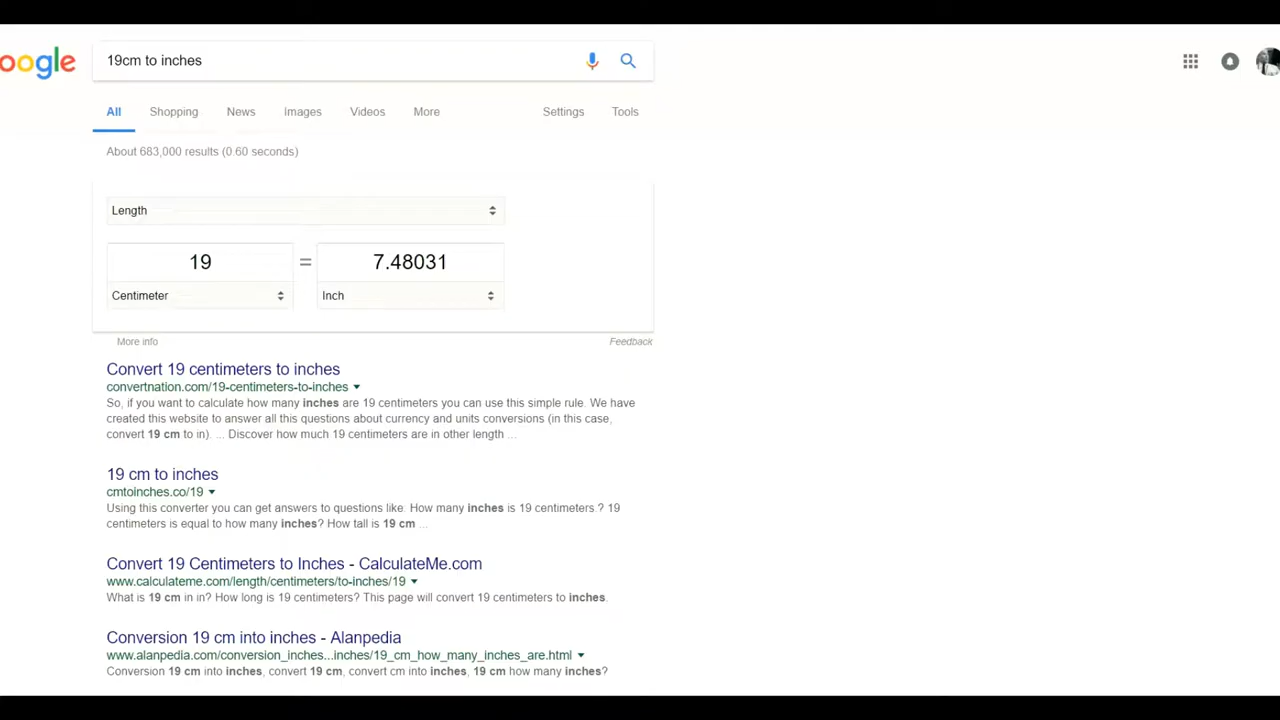 oogle
19cm to inches
All Shopping News Images Videos More Settings Tools
About 683,000 results (0.60 seconds)
Length
19 = 7.48031
Centimeter Inch
More info Feedback
Convert 19 centimeters to inches
convertnation.com/19-centimeters-to-inches
So, if you want to calculate how many inches are 19 centimeters you can use this simple rule. We have
created this website to answer all this questions about currency and units conversions (in this case,
convert 19 cm to in). ... Discover how much 19 centimeters are in other length ...
19 cm to inches
cmtoinches.co/19
Using this converter you can get answers to questions like. How many inches is 19 centimeters.? 19
centimeters is equal to how many inches? How tall is 19 cm ...
Convert 19 Centimeters to Inches - CalculateMe.com
www.calculateme.com/length/centimeters/to-inches/19
What is 19 cm in in? How long is 19 centimeters? This page will convert 19 centimeters to inches.
Conversion 19 cm into inches - Alanpedia
www.alanpedia.com/conversion_inches...inches/19_cm_how_many_inches_are.html
Conversion 19 cm into inches, convert 19 cm, convert cm into inches, 19 cm how many inches?